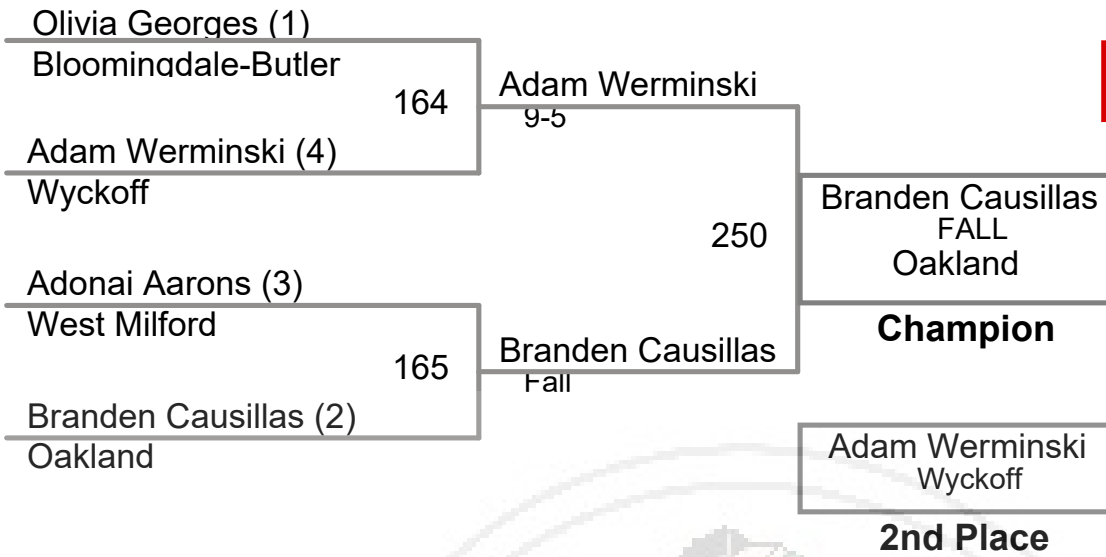 Olivia Georges (1)
Bloomingdale-Butler
164
Adam Werminski
9-5
Adam Werminski (4)
Wyckoff
250
Branden Causillas
FALL
Oakland
Champion
Adonai Aarons (3)
West Milford
165
Branden Causillas
Fall
Branden Causillas (2)
Oakland
Adam Werminski
Wyckoff
2nd Place